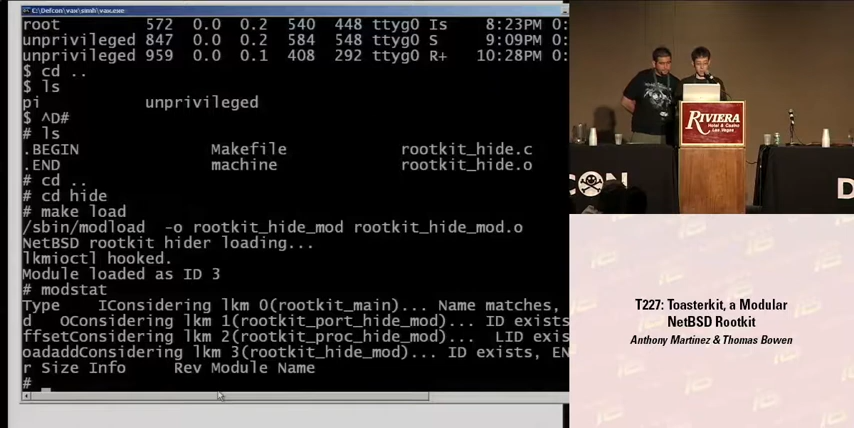 C:\Defcon\vax\simh\vax.exe
root 572 0.0 0.2 540 448 ttyg0 Is 8:23PM 0:
unprivileged 847 0.0 0.2 584 548 ttyg0 S 9:09PM 0:
unprivileged 959 0.0 0.1 408 292 ttyg0 R+ 10:28PM 0:
$ cd ..
$ ls
pi unprivileged
$ ^D#
# ls
.BEGIN Makefile rootkit_hide.c
.END machine rootkit_hide.o
# cd ..
# cd hide
# make load
/sbin/modload -o rootkit_hide_mod rootkit_hide_mod.o
NetBSD rootkit hider loading...
lkmioctl hooked.
Module loaded as ID 3
# modstat
Type IConsidering lkm 0(rootkit_main)... Name matches,
d OConsidering lkm 1(rootkit_port_hide_mod)... ID exists
ffsetConsidering lkm 2(rootkit_proc_hide_mod)... LID exis
oadaddConsidering lkm 3(rootkit_hide_mod)... ID exists, EN
r Size Info Rev Module Name
#
RIVIERA
Hotel & Casino
Las Vegas
CON
D
T227: Toasterkit, a Modular
NetBSD Rootkit
Anthony Martinez & Thomas Bowen